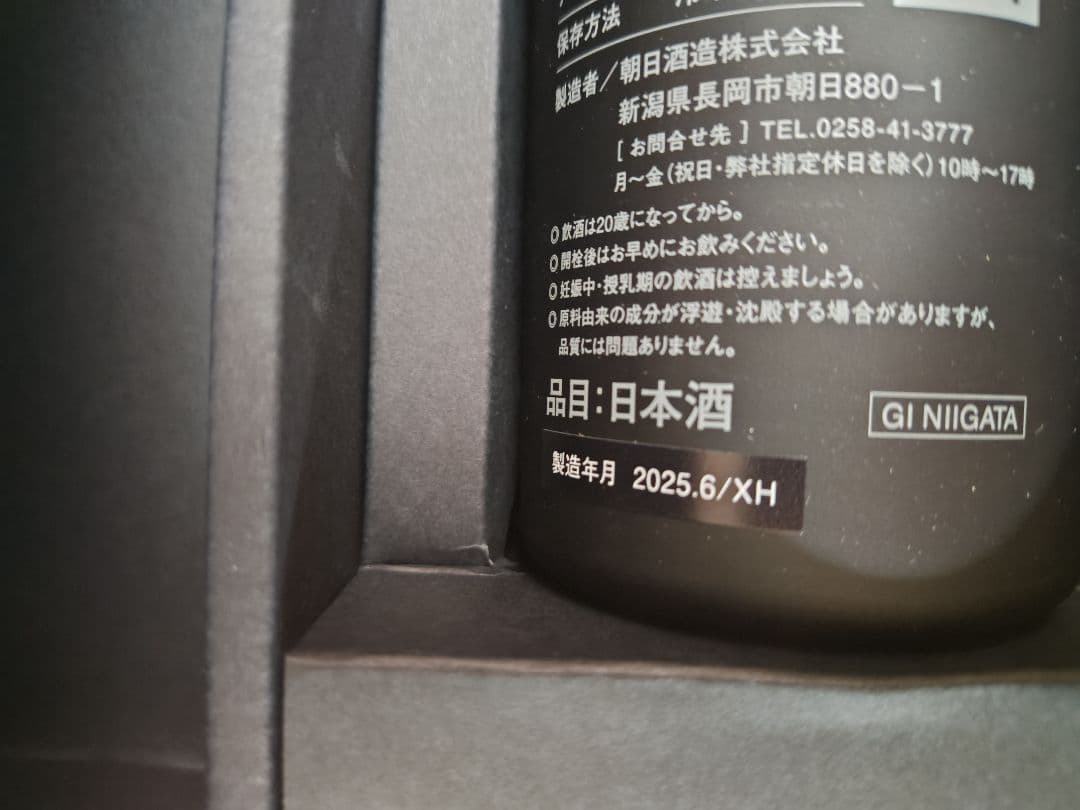 保存方法
製造者/朝日酒造株式会社
新潟県長岡市朝日880-1
[お問合せ先] TEL.0258-41-3777
月〜金(祝日・弊社指定休日を除く)10時〜17時
◎飲酒は20歳になってから。
◎開栓後はお早めにお飲みください。
◎妊娠中・授乳期の飲酒は控えましょう。
◎原料由来の成分が浮遊・沈殿する場合がありますが、
品質には問題ありません。
品目:日本酒
GI NIIGATA
製造年月 2025.6/XH